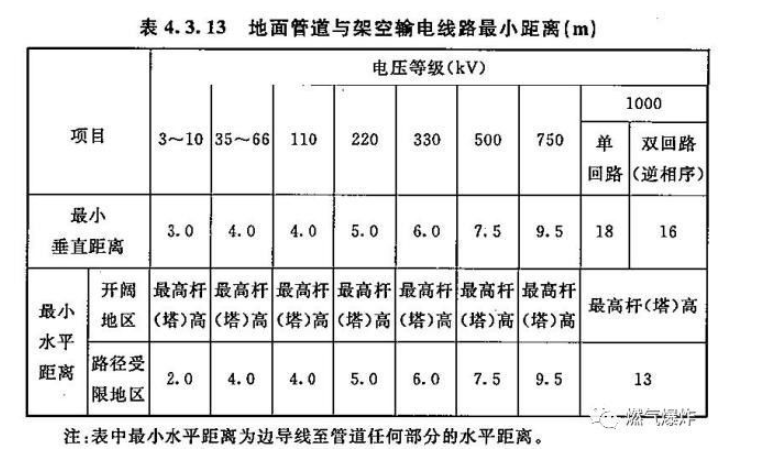 表 4.3.13 地面管道与架空输电线路最小距离(m)
项目
电压等级(kV)
3～10 35～66 110 220 330 500 750
1000
单回路
双回路(逆相序)
最小垂直距离 3.0 4.0 4.0 5.0 6.0 7.5 9.5 18 16
最小水平距离
开阔地区 最高杆(塔)高 最高杆(塔)高 最高杆(塔)高 最高杆(塔)高 最高杆(塔)高 最高杆(塔)高 最高杆(塔)高 最高杆(塔)高
路径受限地区 2.0 4.0 4.0 5.0 6.0 7.5 9.5 13
注:表中最小水平距离为边导线至管道任何部分的水平距离。
燃气爆炸